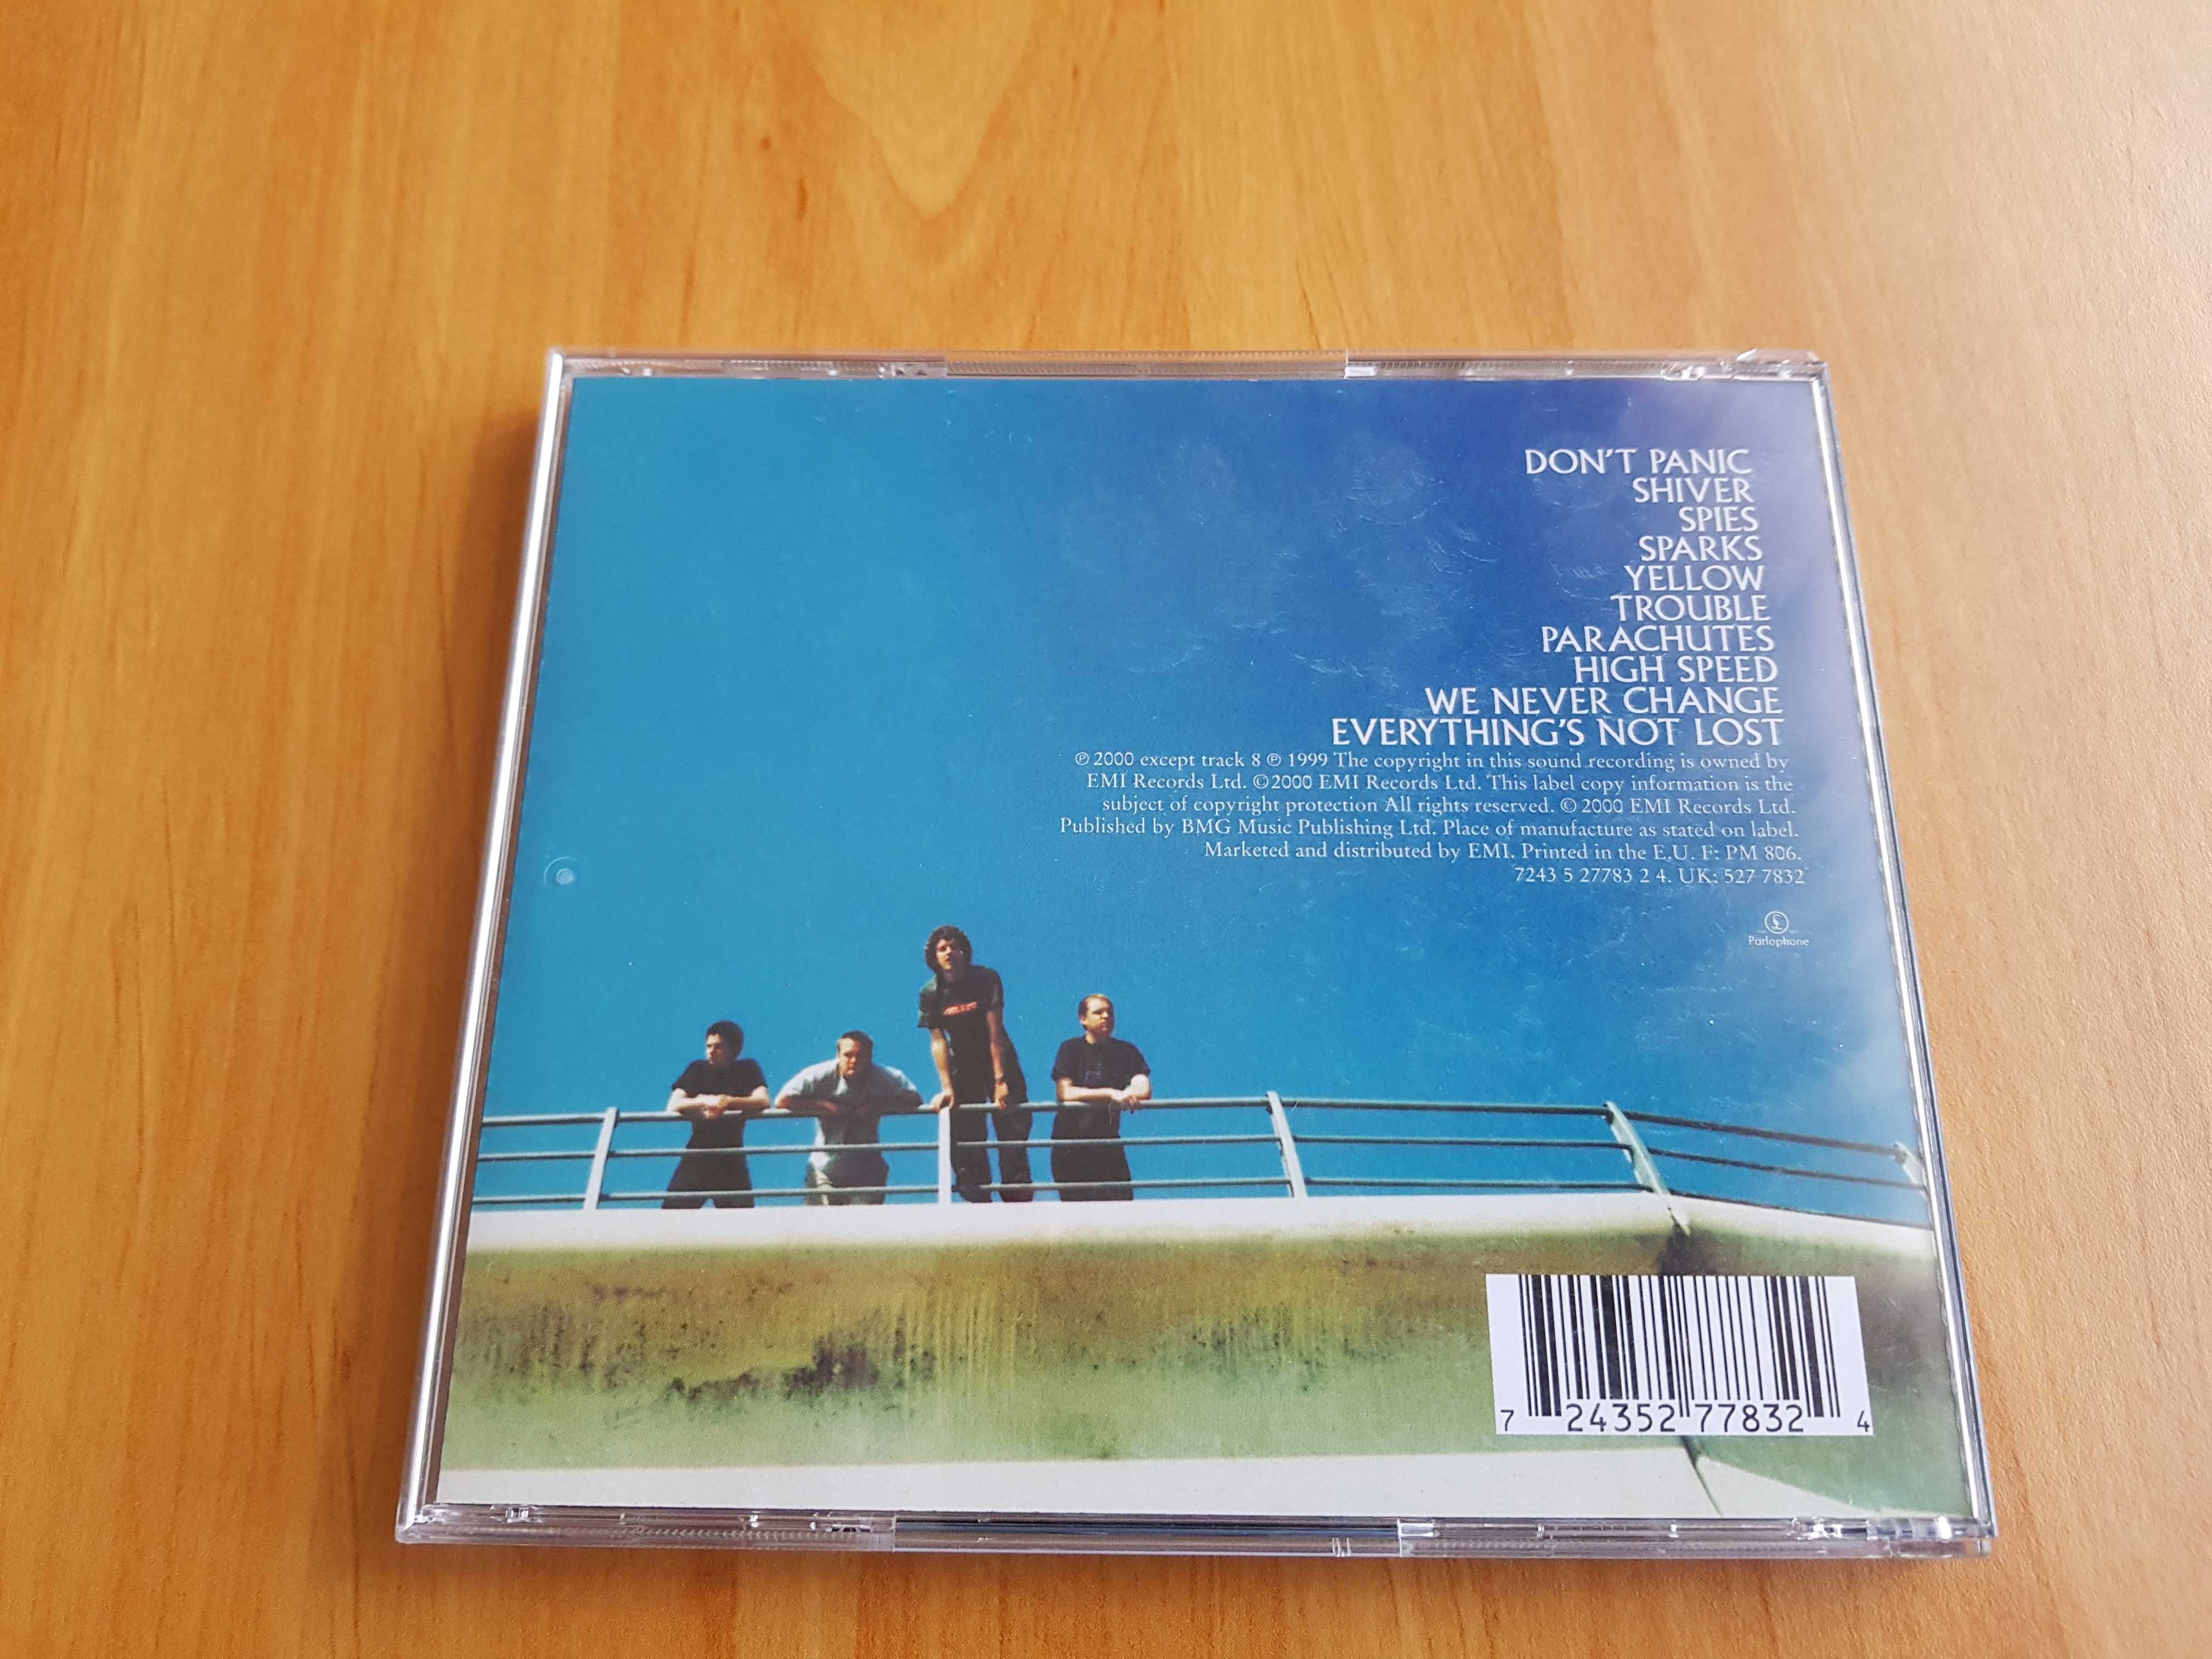 DON'T PANIC
SHIVER
SPIES
SPARKS
YELLOW
TROUBLE
PARACHUTES
HIGH SPEED
WE NEVER CHANGE
EVERYTHING'S NOT LOST
℗ 2000 except track 8 ℗ 1999 The copyright in this sound recording is owned by
EMI Records Ltd. ©2000 EMI Records Ltd. This label copy information is the
subject of copyright protection All rights reserved. © 2000 EMI Records Ltd.
Published by BMG Music Publishing Ltd. Place of manufacture as stated on label.
Marketed and distributed by EMI. Printed in the E.U. F: PM 806.
7243 5 27783 2 4. UK: 527 7832
£
Parlophone
7 24352 77832 4